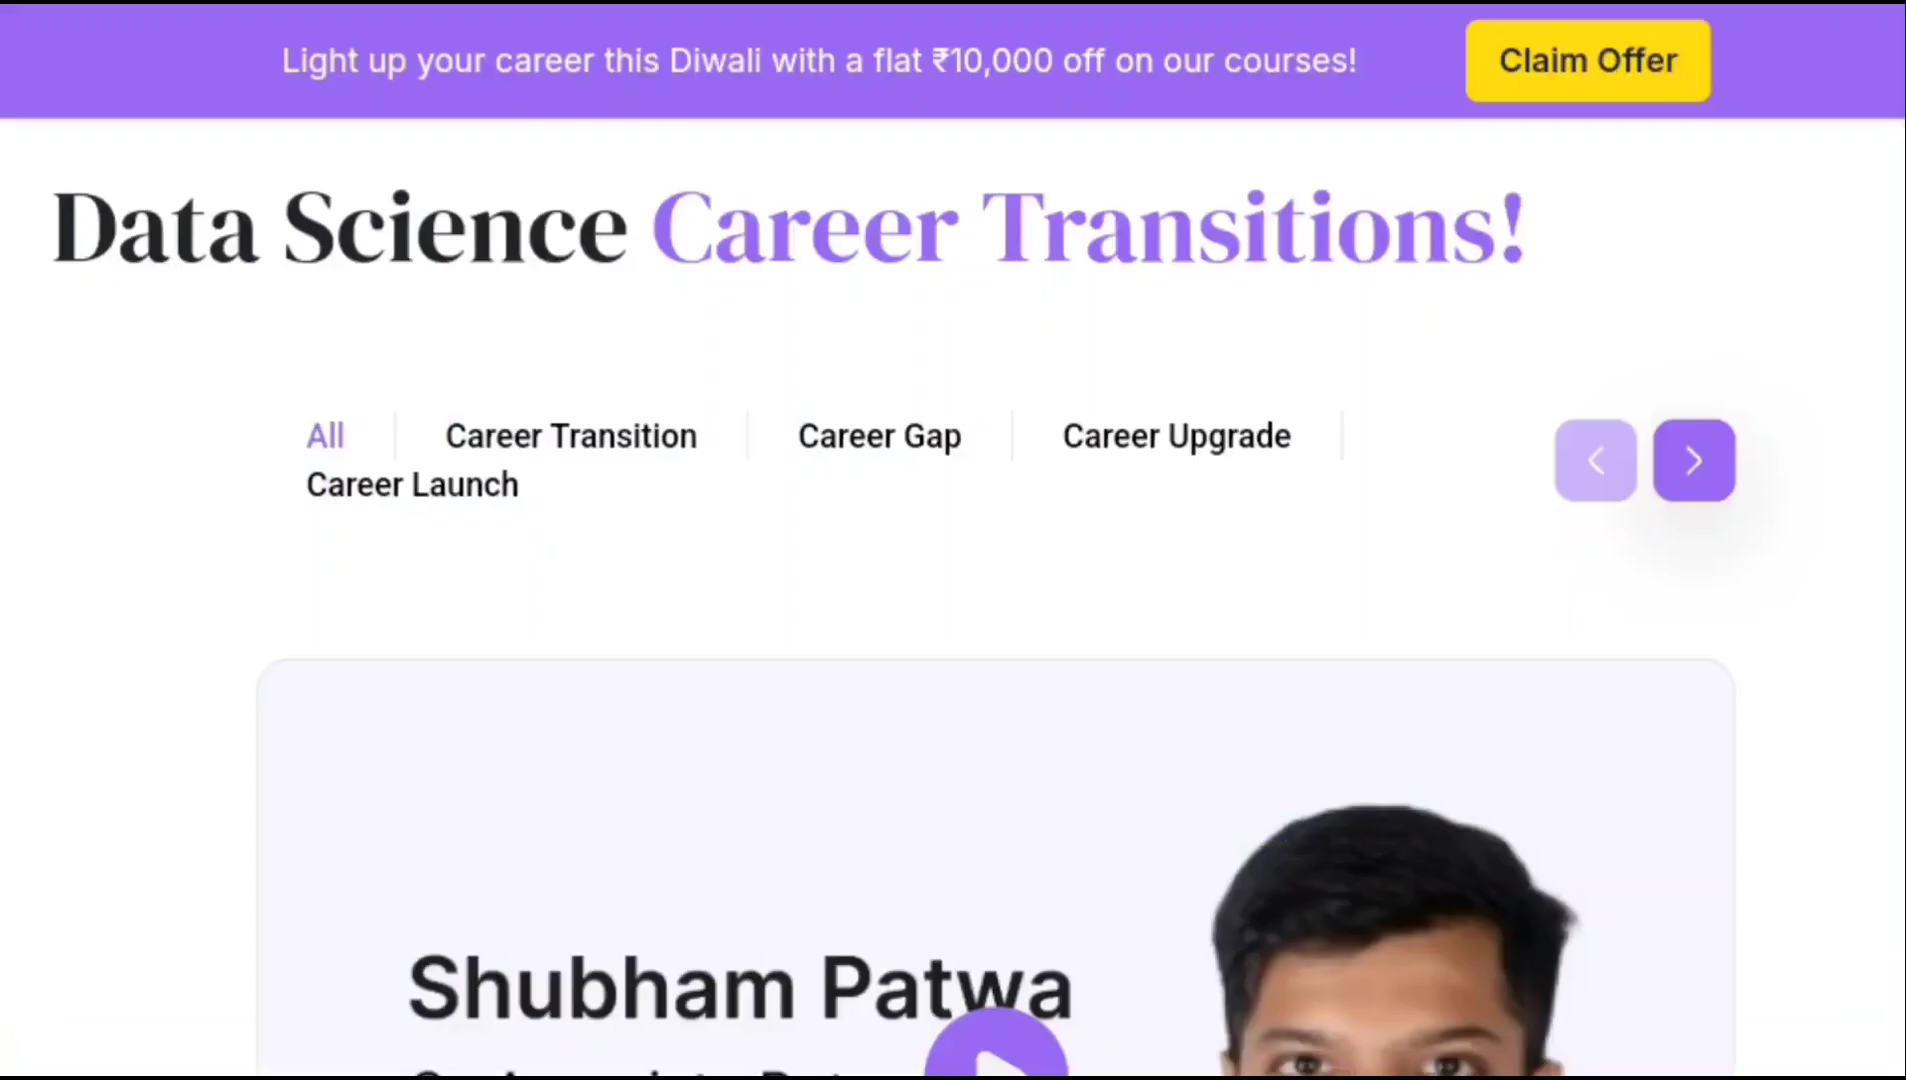 Light up your career this Diwali with a flat ₹10,000 off on our courses!
Claim Offer
Data Science Career Transitions!
All
Career Transition
Career Gap
Career Upgrade
Career Launch
Shubham Patwa